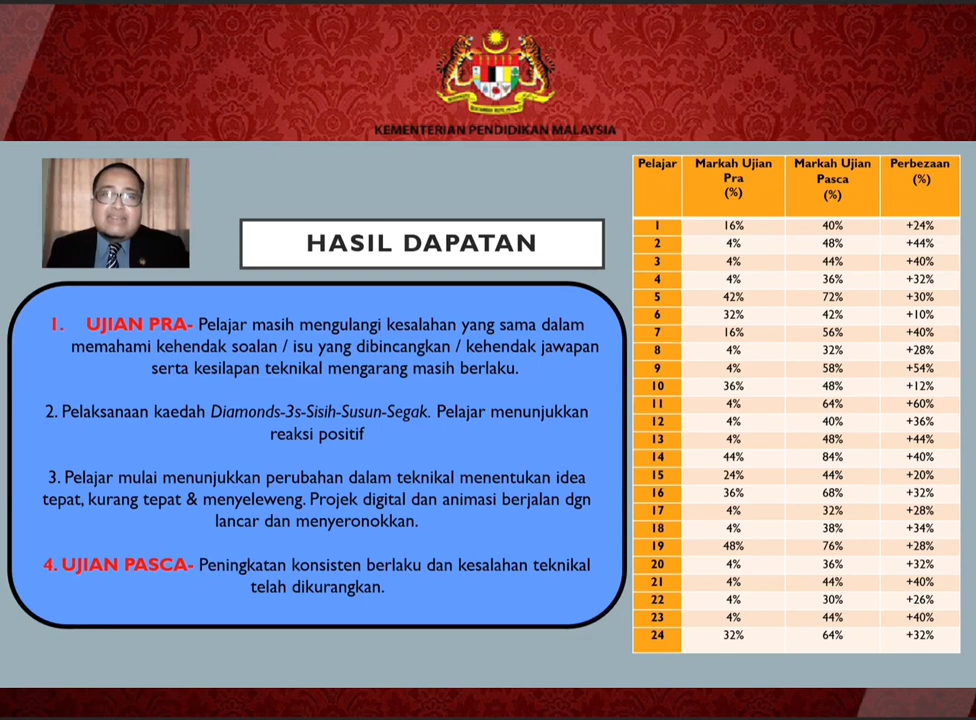 KEMENTERIAN PENDIDIKAN MALAYSIA
HASIL DAPATAN
1. UJIAN PRA- Pelajar masih mengulangi kesalahan yang sama dalam
memahami kehendak soalan / isu yang dibincangkan / kehendak jawapan
serta kesilapan teknikal mengarang masih berlaku.
2. Pelaksanaan kaedah Diamonds-3s-Sisih-Susun-Segak. Pelajar menunjukkan
reaksi positif
3. Pelajar mulai menunjukkan perubahan dalam teknikal menentukan idea
tepat, kurang tepat & menyeleweng. Projek digital dan animasi berjalan dgn
lancar dan menyeronokkan.
4. UJIAN PASCA- Peningkatan konsisten berlaku dan kesalahan teknikal
telah dikurangkan.
Pelajar Markah Ujian Markah Ujian Perbezaan
Pra Pasca (%)
(%) (%)
1 16% 40% +24%
2 4% 48% +44%
3 4% 44% +40%
4 4% 36% +32%
5 42% 72% +30%
6 32% 42% +10%
7 16% 56% +40%
8 4% 32% +28%
9 4% 58% +54%
10 36% 48% +12%
11 4% 64% +60%
12 4% 40% +36%
13 4% 48% +44%
14 44% 84% +40%
15 24% 44% +20%
16 36% 68% +32%
17 4% 32% +28%
18 4% 38% +34%
19 48% 76% +28%
20 4% 36% +32%
21 4% 44% +40%
22 4% 30% +26%
23 4% 44% +40%
24 32% 64% +32%